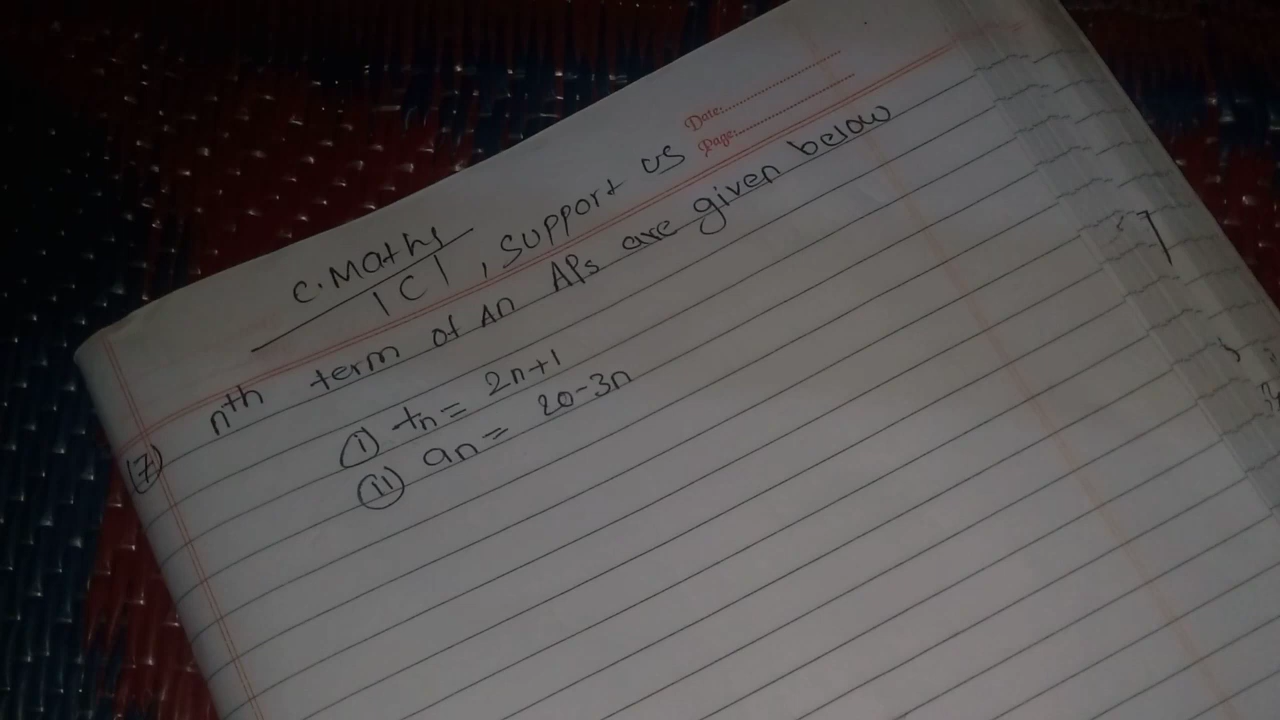 Date:
Page:
C. Maths
ICI, Support us
(7) nth term of An APs are given below
(i) tn = 2n+1
(ii) an = 20-3n